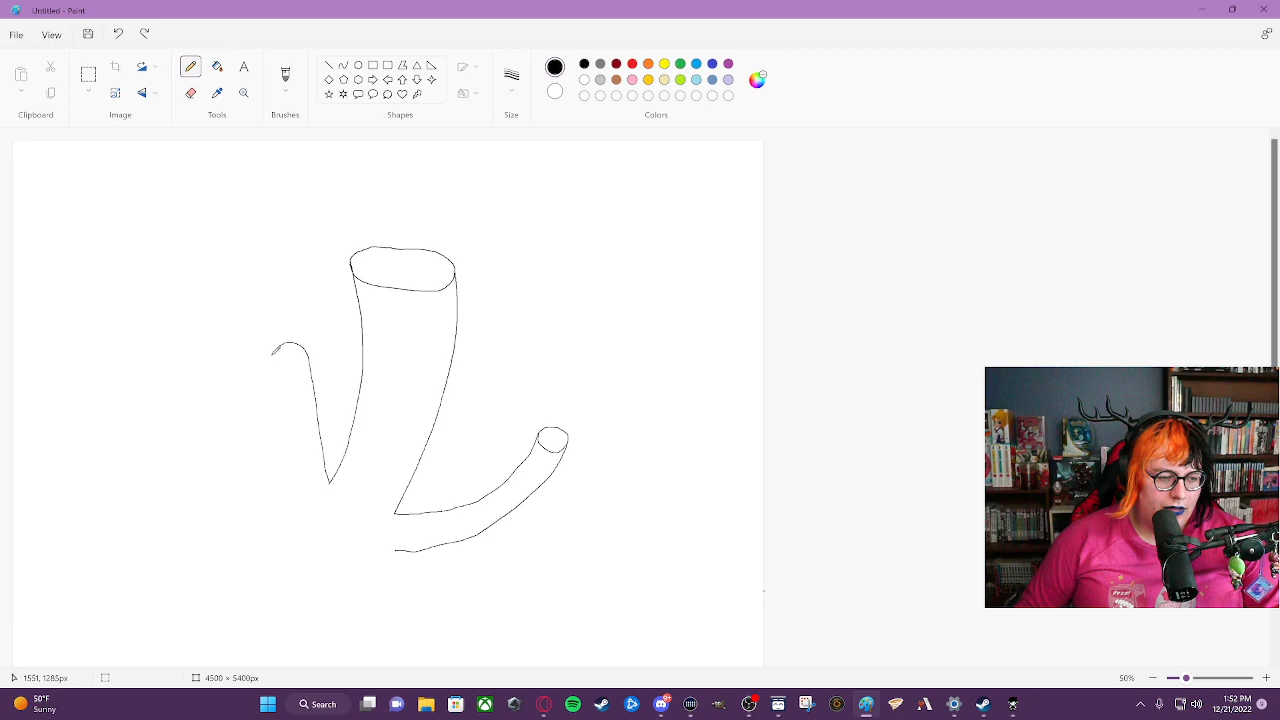 Untitled - Paint
File
View
Clipboard
Image
Tools
Brushes
Shapes
Size
Colors
1551, 1285px
4500 × 5400px
50%
50°F
Sunny
Search
1:52 PM
12/21/2022